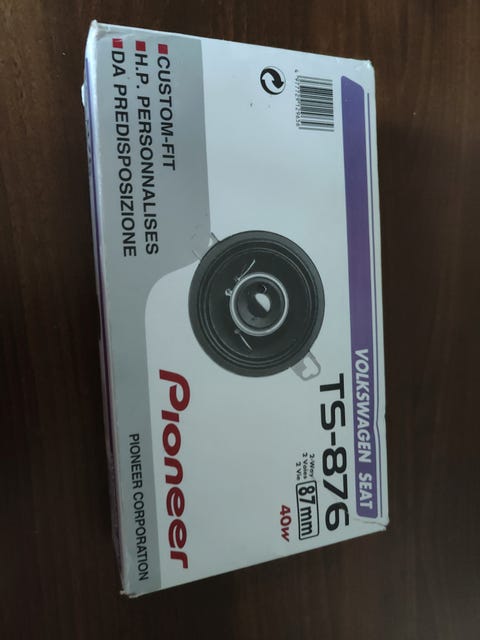 VOLKSWAGEN SEAT
TS-876
2-Way
2 Voies
2 Vie
87mm
40w
CUSTOM-FIT
H.P. PERSONNALISES
DA PREDISPOSIZIONE
Pioneer
PIONEER CORPORATION